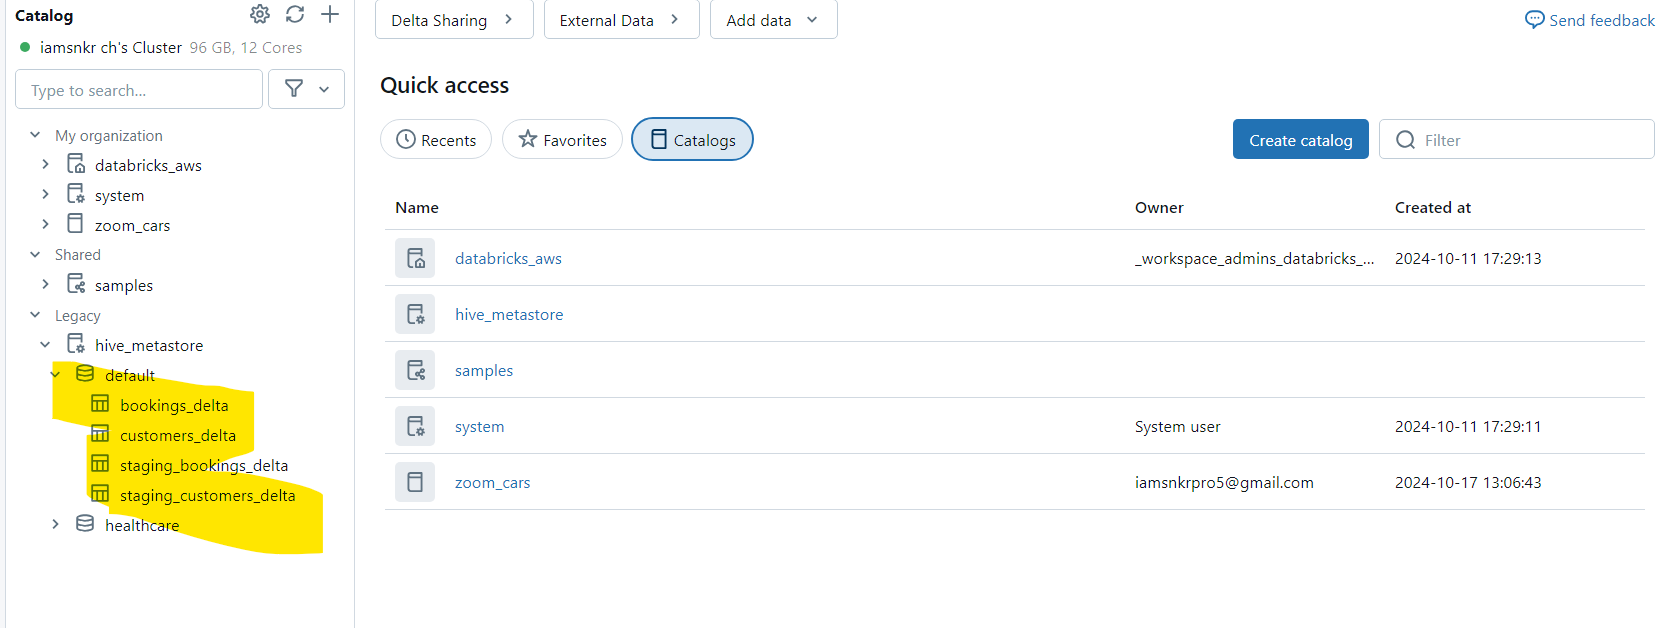 Catalog
iamsnkr ch's Cluster 96 GB, 12 Cores
Type to search...
My organization
databricks_aws
system
zoom_cars
Shared
samples
Legacy
hive_metastore
default
bookings_delta
customers_delta
staging_bookings_delta
staging_customers_delta
healthcare
Delta Sharing External Data Add data Send feedback
Quick access
Recents Favorites Catalogs Create catalog Filter
Name Owner Created at
databricks_aws _workspace_admins_databricks_... 2024-10-11 17:29:13
hive_metastore
samples
system System user 2024-10-11 17:29:11
zoom_cars iamsnkrpro5@gmail.com 2024-10-17 13:06:43